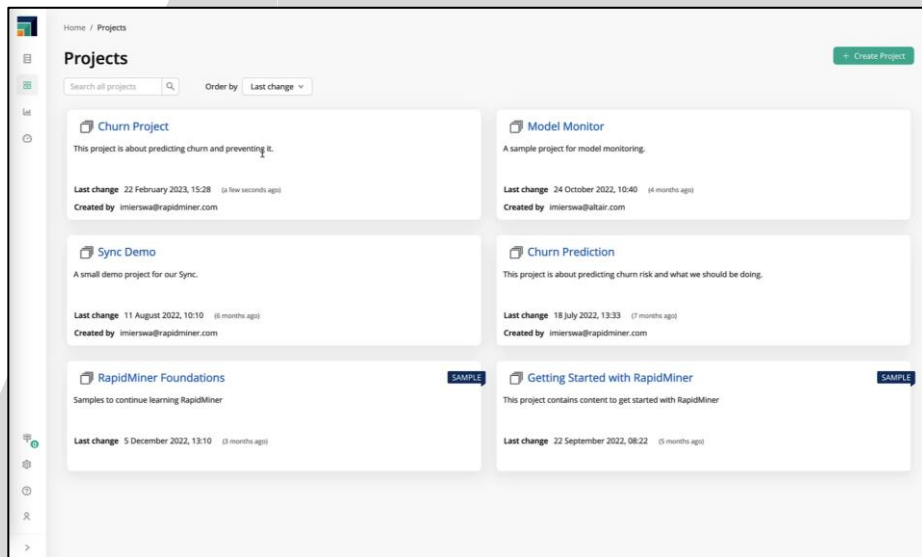 Home / Projects
Projects
+ Create Project
Search all projects
Order by Last change
Churn Project
This project is about predicting churn and preventing it.
Last change 22 February 2023, 15:28 (a few seconds ago)
Created by imierswa@rapidminer.com
Model Monitor
A sample project for model monitoring.
Last change 24 October 2022, 10:40 (4 months ago)
Created by imierswa@altair.com
Sync Demo
A small demo project for our Sync.
Last change 11 August 2022, 10:10 (6 months ago)
Created by imierswa@rapidminer.com
Churn Prediction
This project is about predicting churn risk and what we should be doing.
Last change 18 July 2022, 13:33 (7 months ago)
Created by imierswa@rapidminer.com
RapidMiner Foundations
SAMPLE
Samples to continue learning RapidMiner
Last change 5 December 2022, 13:10 (3 months ago)
Getting Started with RapidMiner
SAMPLE
This project contains content to get started with RapidMiner
Last change 22 September 2022, 08:22 (5 months ago)
0